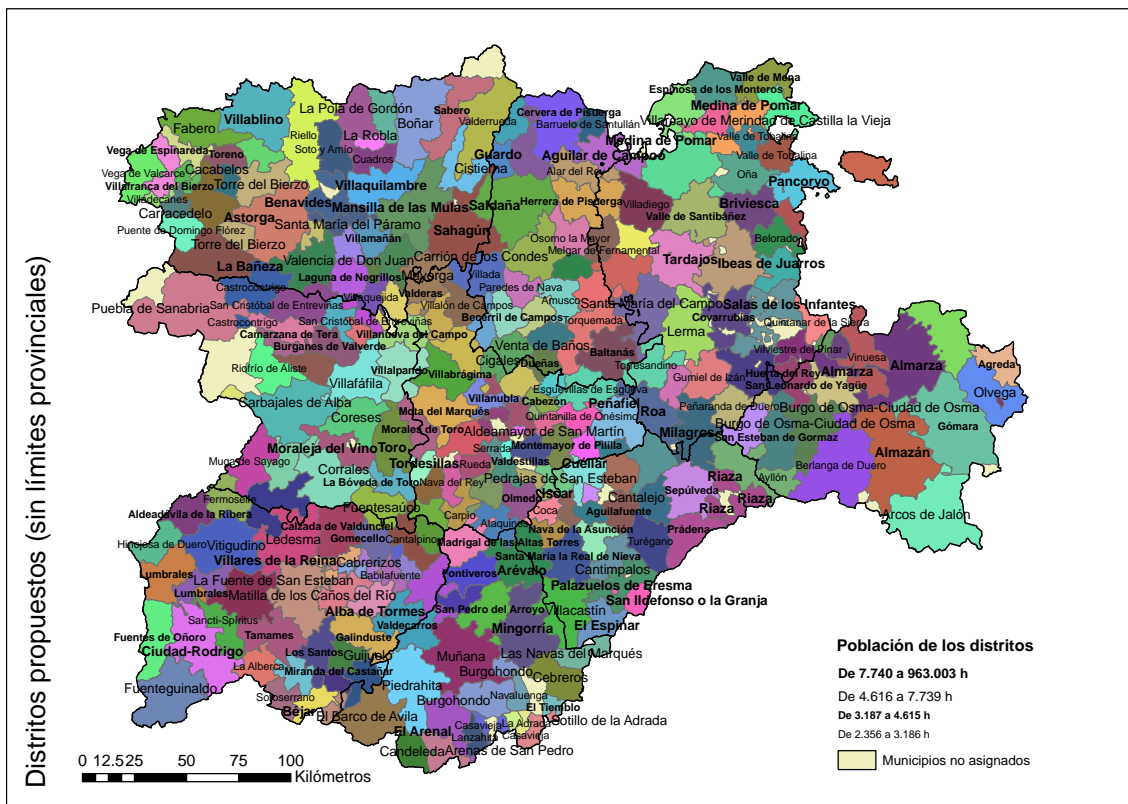 Distritos propuestos (sin límites provinciales)
Valle de Mena
Espinosa de los Monteros
Medina de Pomar
Villarcayo de Merindad de Castilla la Vieja
Medina de Pomar
Valle de Tobalina
Valle de Tobalina
Oña
Pancoryo
Briviesca
Valle de Santibáñez
Villadiego
Belorado
Tardajos
Ibeas de Juarros
La Pola de Gordón
Villablino
Boñar
Sabero
Valderrueda
Cervera de Pisuerga
Barruelo de Santullán
Fabero
Riello
La Robla
Soto y Amío
Cuadros
Guardo
Cistierna
Aguilar de Campoo
Alar del Rey
Vega de Espinareda
Toreno
Vega de Valcarce
Cacabelos
Villafranca del Bierzo
Torre del Bierzo
Villadecanes
Carracedelo
Benavides
Villaquilambre
Mansilla de las Mulas
Saldaña
Herrera de Pisuerga
Astorga
Santa María del Páramo
Puente de Domingo Flórez
Torre del Bierzo
Villamañán
Sahagún
Osorno la Mayor
Melgar de Fernamental
La Bañeza
Valencia de Don Juan
Carrión de los Condes
Laguna de Negrillos
Mayorga
Villada
Castrocontrigo
Valderas
Paredes de Nava
Puebla de Sanabria
San Cristóbal de Entreviñas
Villaquejida
Villalón de Campos
Amusco
Santa María del Campo
Salas de los Infantes
Becerril de Campos
Covarrubias
Castrocontrigo
San Cristóbal de Entreviñas
Torquemada
Quintanar de la Sierra
Camarzana de Tera
Villanueva del Campo
Lerma
Burganes de Valverde
Venta de Baños
Vilviestre del Pinar
Vinuesa
Cigales
Dueñas
Baltanás
Torresandino
Riofrío de Aliste
Villalpando
Villabrágima
Huerta del Rey
Almarza
Almarza
Agreda
Villafáfila
Gumiel de Izán
San Leonardo de Yagüe
Esguevillas de Esgueva
Olvega
Carbajales de Alba
Villanubla
Cabezón
Peñafiel
Peñaranda de Duero
Burgo de Osma-Ciudad de Osma
Coreses
Mota del Marqués
Quintanilla de Onésimo
Roa
Burgo de Osma-Ciudad de Osma
Gómara
Morales de Toro
Aldeamayor de San Martín
Milagros
San Esteban de Gormaz
Moraleja del Vino
Toro
Serrada
Montemayor de Pililla
Almazán
Muga de Sayago
Corrales
Tordesillas
Rueda
Valdestillas
Cuéllar
Berlanga de Duero
La Bóveda de Toro
Nava del Rey
Pedrajas de San Esteban
Riaza
Ayllón
Fermoselle
Olmedo
Iscar
Cantalejo
Sepúlveda
Riaza
Arcos de Jalón
Fuentesaúco
Carpio
Coca
Aguilafuente
Riaza
Aldeadávila de la Ribera
Ataquines
Calzada de Valdunciel
Prádena
Ledesma
Gomecello
Cantalpino
Madrigal de las Altas Torres
Nava de la Asunción
Turégano
Hinojosa de Duero
Vitigudino
Santa María la Real de Nieva
Villares de la Reina
Cabrerizos
Arévalo
Cantimpalos
Lumbrales
Babilafuente
Fontiveros
La Fuente de San Esteban
Palazuelos de Eresma
Lumbrales
Matilla de los Caños del Río
San Ildefonso o la Granja
Alba de Tormes
San Pedro del Arroyo
Villacastín
Sancti-Spíritus
Valdecarros
Mingorría
El Espinar
Fuentes de Oñoro
Tamames
Galinduste
Ciudad-Rodrigo
Los Santos
Guijuelo
Muñana
Las Navas del Marqués
La Alberca
Miranda del Castañar
Piedrahita
Burgohondo
Cebreros
Fuenteguinaldo
Sotoserrano
Burgohondo
Navaluenga
El Tiemblo
Béjar
El Barco de Avila
Sotillo de la Adrada
El Arenal
Casavieja
La Adrada
Lanzahita
Casavieja
Candeleda
Arenas de San Pedro
Población de los distritos
De 7.740 a 963.003 h
De 4.616 a 7.739 h
De 3.187 a 4.615 h
De 2.356 a 3.186 h
Municipios no asignados
0 12.525 50 75 100
Kilómetros